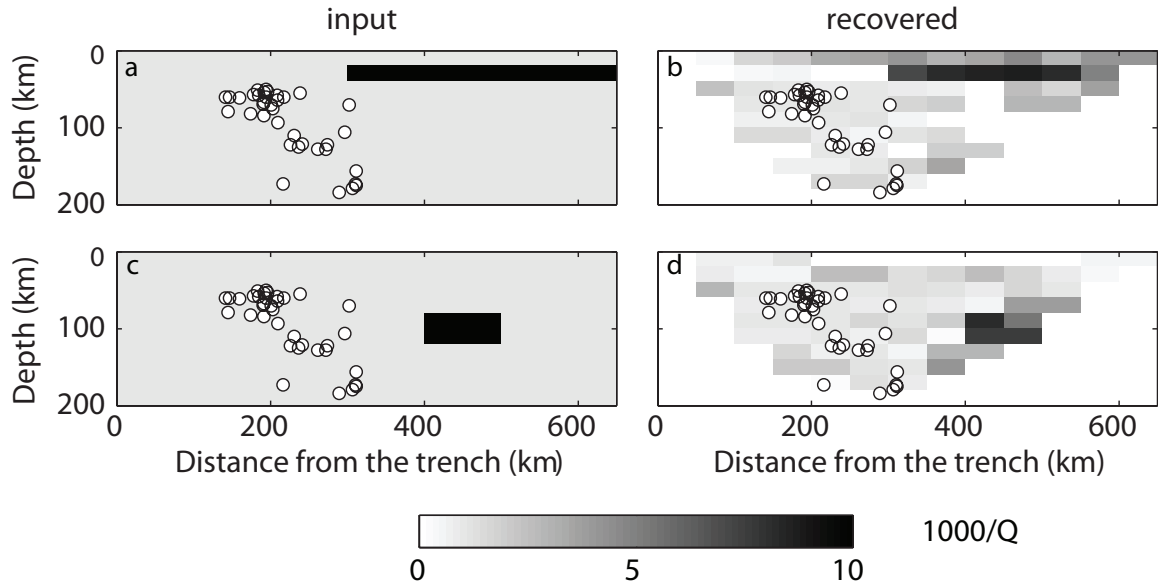 input recovered
a b
0
100
200
Depth (km)
c d
0
100
200
Depth (km)
0 200 400 600 0 200 400 600
Distance from the trench (km) Distance from the trench (km)
1000/Q
0 5 10